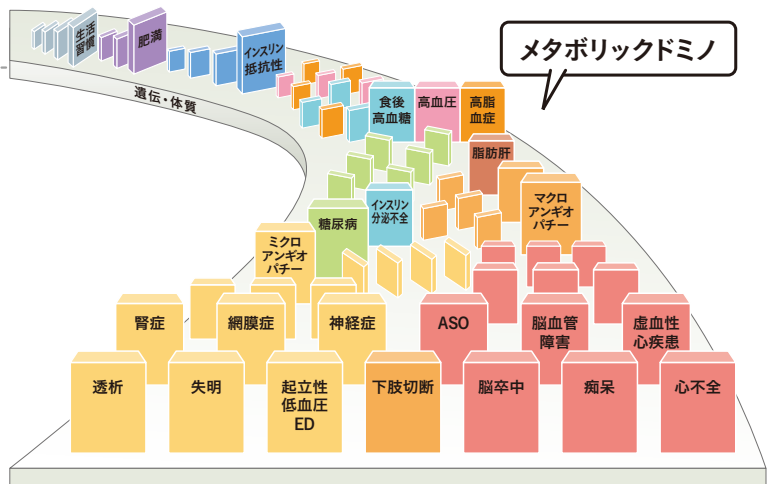 メタボリックドミノ
生活
習慣
肥満
インスリン
抵抗性
遺伝・体質
食後
高血糖
高血圧
高脂
血症
脂肪肝
マクロ
アンギオ
パチー
インスリン
分泌不全
糖尿病
ミクロ
アンギオ
パチー
腎症
網膜症
神経症
ASO
脳血管
障害
虚血性
心疾患
透析
失明
起立性
低血圧
ED
下肢切断
脳卒中
痴呆
心不全